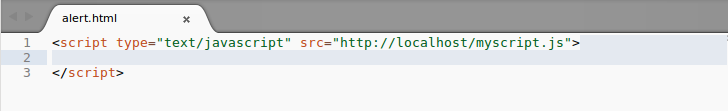 alert.html
1 <script type="text/javascript" src="http://localhost/myscript.js">
2
3 </script>